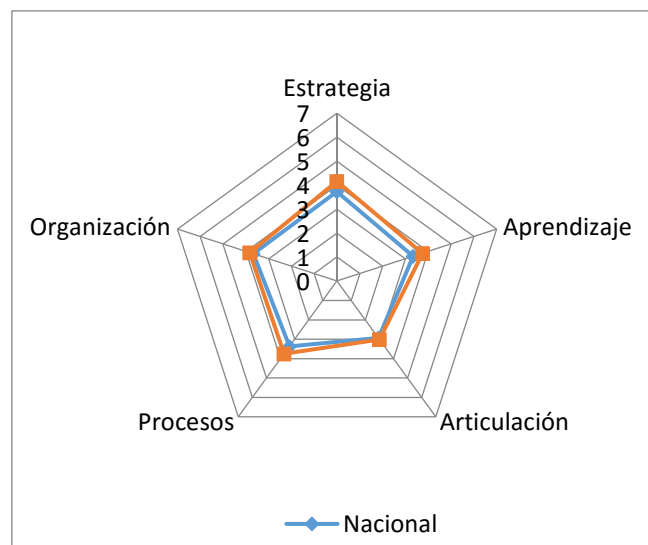 Estrategia
7
6
5
4
3
2
1
0
Organización
Aprendizaje
Procesos
Articulación
Nacional